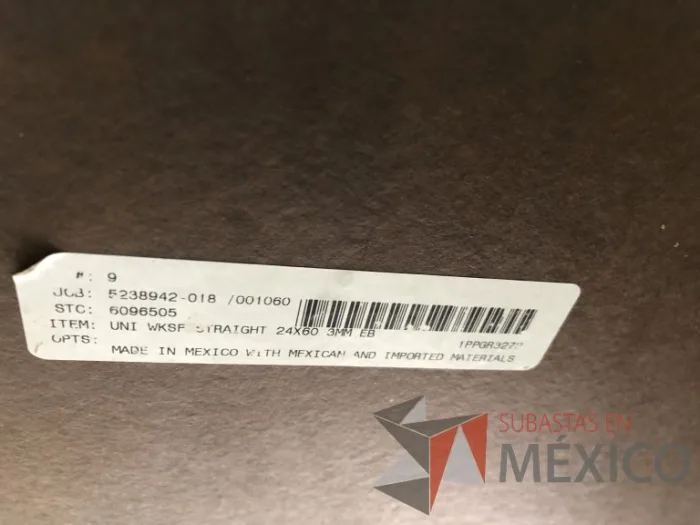 #: 9
JOB: 5238942-018 /001060
STC: 6096505
ITEM: UNI WKSF STRAIGHT 24X60 3MM EB
OPTS:
MADE IN MEXICO WITH MEXICAN AND IMPORTED MATERIALS
SUBASTAS EN
MÉXICO